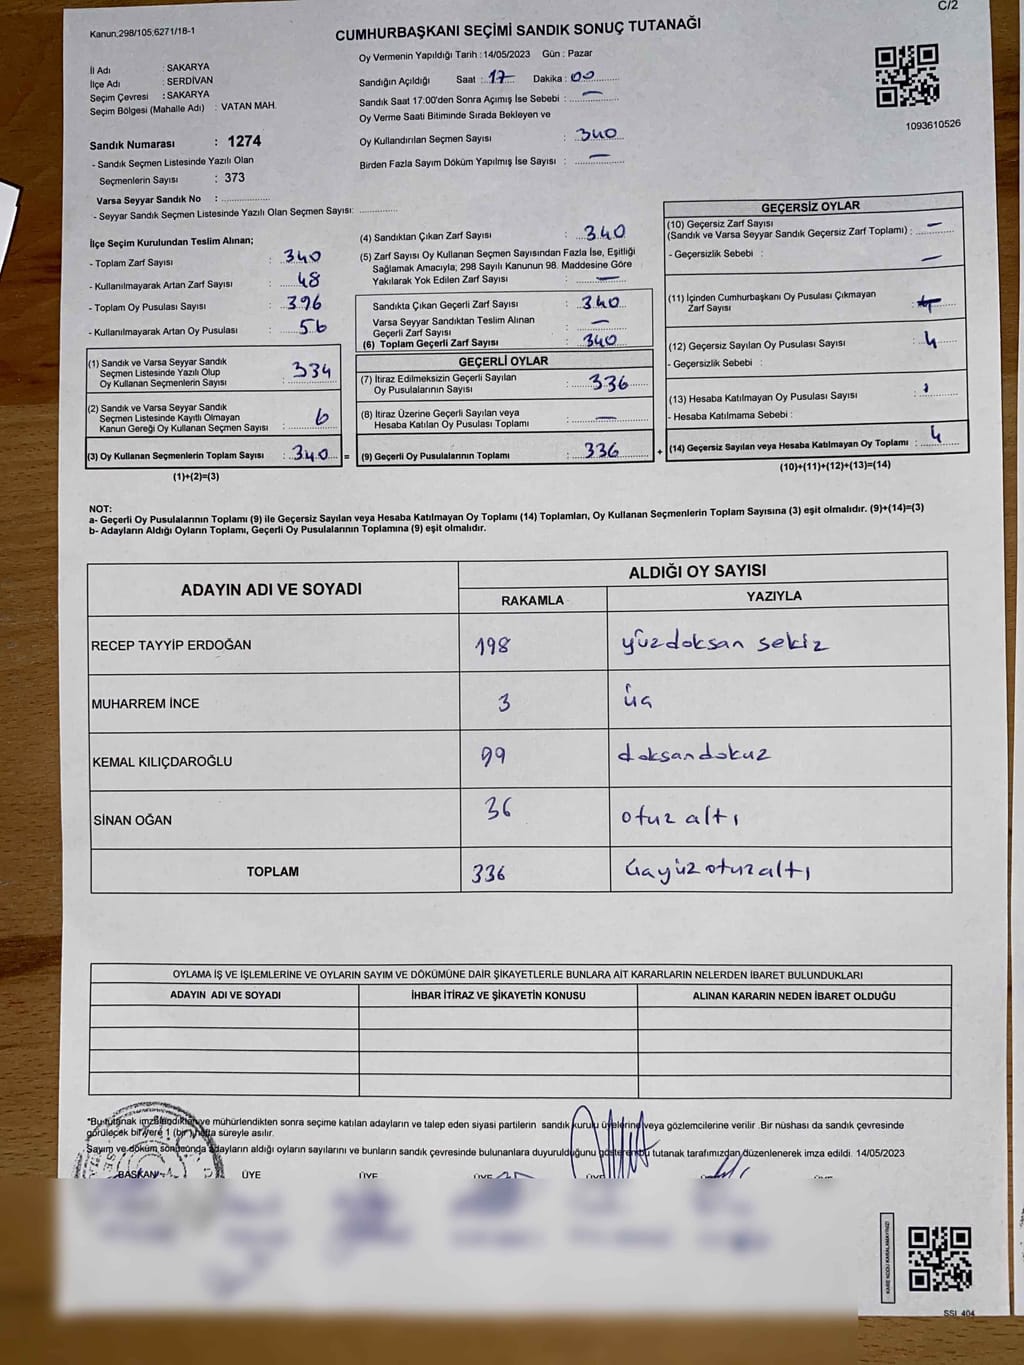 C/2
Kanun,298/105,6271/18-1
CUMHURBAŞKANI SEÇİMİ SANDIK SONUÇ TUTANAĞI
İl Adı : SAKARYA
İlçe Adı : SERDİVAN
Seçim Çevresi : SAKARYA
Seçim Bölgesi (Mahalle Adı) : VATAN MAH.
Sandık Numarası : 1274
- Sandık Seçmen Listesinde Yazılı Olan
Seçmenlerin Sayısı : 373
Varsa Seyyar Sandık No :
- Seyyar Sandık Seçmen Listesinde Yazılı Olan Seçmen Sayısı:
Oy Vermenin Yapıldığı Tarih : 14/05/2023 Gün : Pazar
Sandığın Açıldığı Saat : 17 Dakika : 00
Sandık Saat 17:00'den Sonra Açımış İse Sebebi : —
Oy Verme Saati Bitiminde Sırada Bekleyen ve
Oy Kullandırılan Seçmen Sayısı : 340
Birden Fazla Sayım Döküm Yapılmış İse Sayısı : —
1093610526
İlçe Seçim Kurulundan Teslim Alınan;
- Toplam Zarf Sayısı : 340
- Kullanılmayarak Artan Zarf Sayısı : 48
- Toplam Oy Pusulası Sayısı : 396
- Kullanılmayarak Artan Oy Pusulası : 56
(1) Sandık ve Varsa Seyyar Sandık
Seçmen Listesinde Yazılı Olup
Oy Kullanan Seçmenlerin Sayısı : 334
(2) Sandık ve Varsa Seyyar Sandık
Seçmen Listesinde Kayıtlı Olmayan
Kanun Gereği Oy Kullanan Seçmen Sayısı : 6
(3) Oy Kullanan Seçmenlerin Toplam Sayısı : 340 =
(1)+(2)=(3)
(4) Sandıktan Çıkan Zarf Sayısı : 340
(5) Zarf Sayısı Oy Kullanan Seçmen Sayısından Fazla İse, Eşitliği
Sağlamak Amacıyla; 298 Sayılı Kanunun 98. Maddesine Göre
Yakılarak Yok Edilen Zarf Sayısı : —
Sandıkta Çıkan Geçerli Zarf Sayısı : 340
Varsa Seyyar Sandıktan Teslim Alınan
Geçerli Zarf Sayısı : —
(6) Toplam Geçerli Zarf Sayısı : 340
GEÇERLİ OYLAR
(7) İtiraz Edilmeksizin Geçerli Sayılan
Oy Pusulalarının Sayısı : 336
(8) İtiraz Üzerine Geçerli Sayılan veya
Hesaba Katılan Oy Pusulası Toplamı : —
(9) Geçerli Oy Pusulalarının Toplamı : 336 +
GEÇERSİZ OYLAR
(10) Geçersiz Zarf Sayısı
(Sandık ve Varsa Seyyar Sandık Geçersiz Zarf Toplamı) : —
- Geçersizlik Sebebi : —
(11) İçinden Cumhurbaşkanı Oy Pusulası Çıkmayan
Zarf Sayısı :
(12) Geçersiz Sayılan Oy Pusulası Sayısı : 4
- Geçersizlik Sebebi :
(13) Hesaba Katılmayan Oy Pusulası Sayısı :
- Hesaba Katılmama Sebebi :
(14) Geçersiz Sayılan veya Hesaba Katılmayan Oy Toplamı : 4
(10)+(11)+(12)+(13)=(14)
NOT:
a- Geçerli Oy Pusulalarının Toplamı (9) ile Geçersiz Sayılan veya Hesaba Katılmayan Oy Toplamı (14) Toplamları, Oy Kullanan Seçmenlerin Toplam Sayısına (3) eşit olmalıdır. (9)+(14)=(3)
b- Adayların Aldığı Oyların Toplamı, Geçerli Oy Pusulalarının Toplamına (9) eşit olmalıdır.
ADAYIN ADI VE SOYADI
ALDIĞI OY SAYISI
RAKAMLA YAZIYLA
RECEP TAYYİP ERDOĞAN 198 yüzdoksan sekiz
MUHARREM İNCE 3 üç
KEMAL KILIÇDAROĞLU 99 doksandokuz
SİNAN OĞAN 36 otuz altı
TOPLAM 336 üçyüz otuz altı
OYLAMA İŞ VE İŞLEMLERİNE VE OYLARIN SAYIM VE DÖKÜMÜNE DAİR ŞİKAYETLERLE BUNLARA AİT KARARLARIN NELERDEN İBARET BULUNDUKLARI
ADAYIN ADI VE SOYADI İHBAR İTİRAZ VE ŞİKAYETİN KONUSU ALINAN KARARIN NEDEN İBARET OLDUĞU
*Bu tutanak imzalandıktan ve mühürlendikten sonra seçime katılan adayların ve talep eden siyasi partilerin sandık kurulu üyelerine veya gözlemcilerine verilir .Bir nüshası da sandık çevresinde
görülecek bir yere 1 (bir) hafta süreyle asılır.
Sayım ve döküm sonucunda adayların aldığı oyların sayılarını ve bunların sandık çevresinde bulunanlara duyurulduğunu gösteren bu tutanak tarafımızdan düzenlenerek imza edildi. 14/05/2023
BAŞKAN ÜYE ÜYE ÜYE ÜYE
KARE KODU KARALAMAYINIZ!
SSI_404